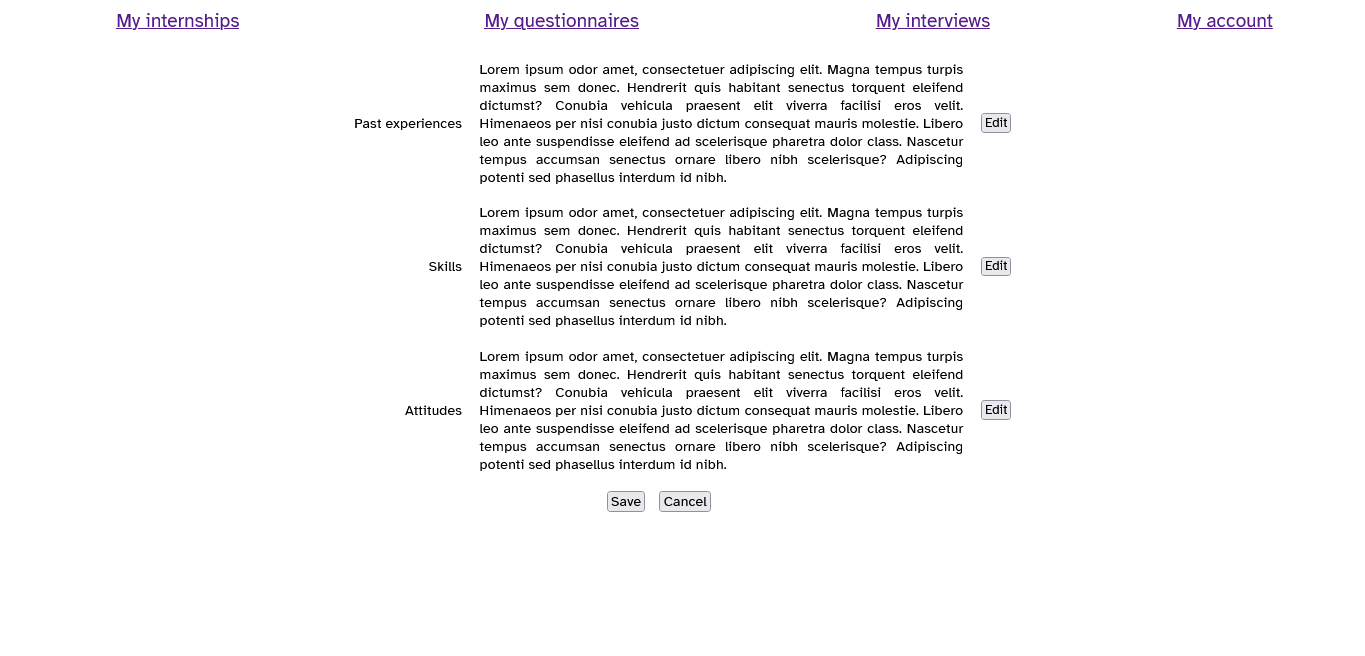 My internships My questionnaires My interviews My account
Lorem ipsum odor amet, consectetuer adipiscing elit. Magna tempus turpis
maximus sem donec. Hendrerit quis habitant senectus torquent eleifend
dictumst? Conubia vehicula praesent elit viverra facilisi eros velit.
Past experiences Himenaeos per nisi conubia justo dictum consequat mauris molestie. Libero Edit
leo ante suspendisse eleifend ad scelerisque pharetra dolor class. Nascetur
tempus accumsan senectus ornare libero nibh scelerisque? Adipiscing
potenti sed phasellus interdum id nibh.
Lorem ipsum odor amet, consectetuer adipiscing elit. Magna tempus turpis
maximus sem donec. Hendrerit quis habitant senectus torquent eleifend
dictumst? Conubia vehicula praesent elit viverra facilisi eros velit.
Skills Himenaeos per nisi conubia justo dictum consequat mauris molestie. Libero Edit
leo ante suspendisse eleifend ad scelerisque pharetra dolor class. Nascetur
tempus accumsan senectus ornare libero nibh scelerisque? Adipiscing
potenti sed phasellus interdum id nibh.
Lorem ipsum odor amet, consectetuer adipiscing elit. Magna tempus turpis
maximus sem donec. Hendrerit quis habitant senectus torquent eleifend
dictumst? Conubia vehicula praesent elit viverra facilisi eros velit.
Attitudes Himenaeos per nisi conubia justo dictum consequat mauris molestie. Libero Edit
leo ante suspendisse eleifend ad scelerisque pharetra dolor class. Nascetur
tempus accumsan senectus ornare libero nibh scelerisque? Adipiscing
potenti sed phasellus interdum id nibh.
Save Cancel